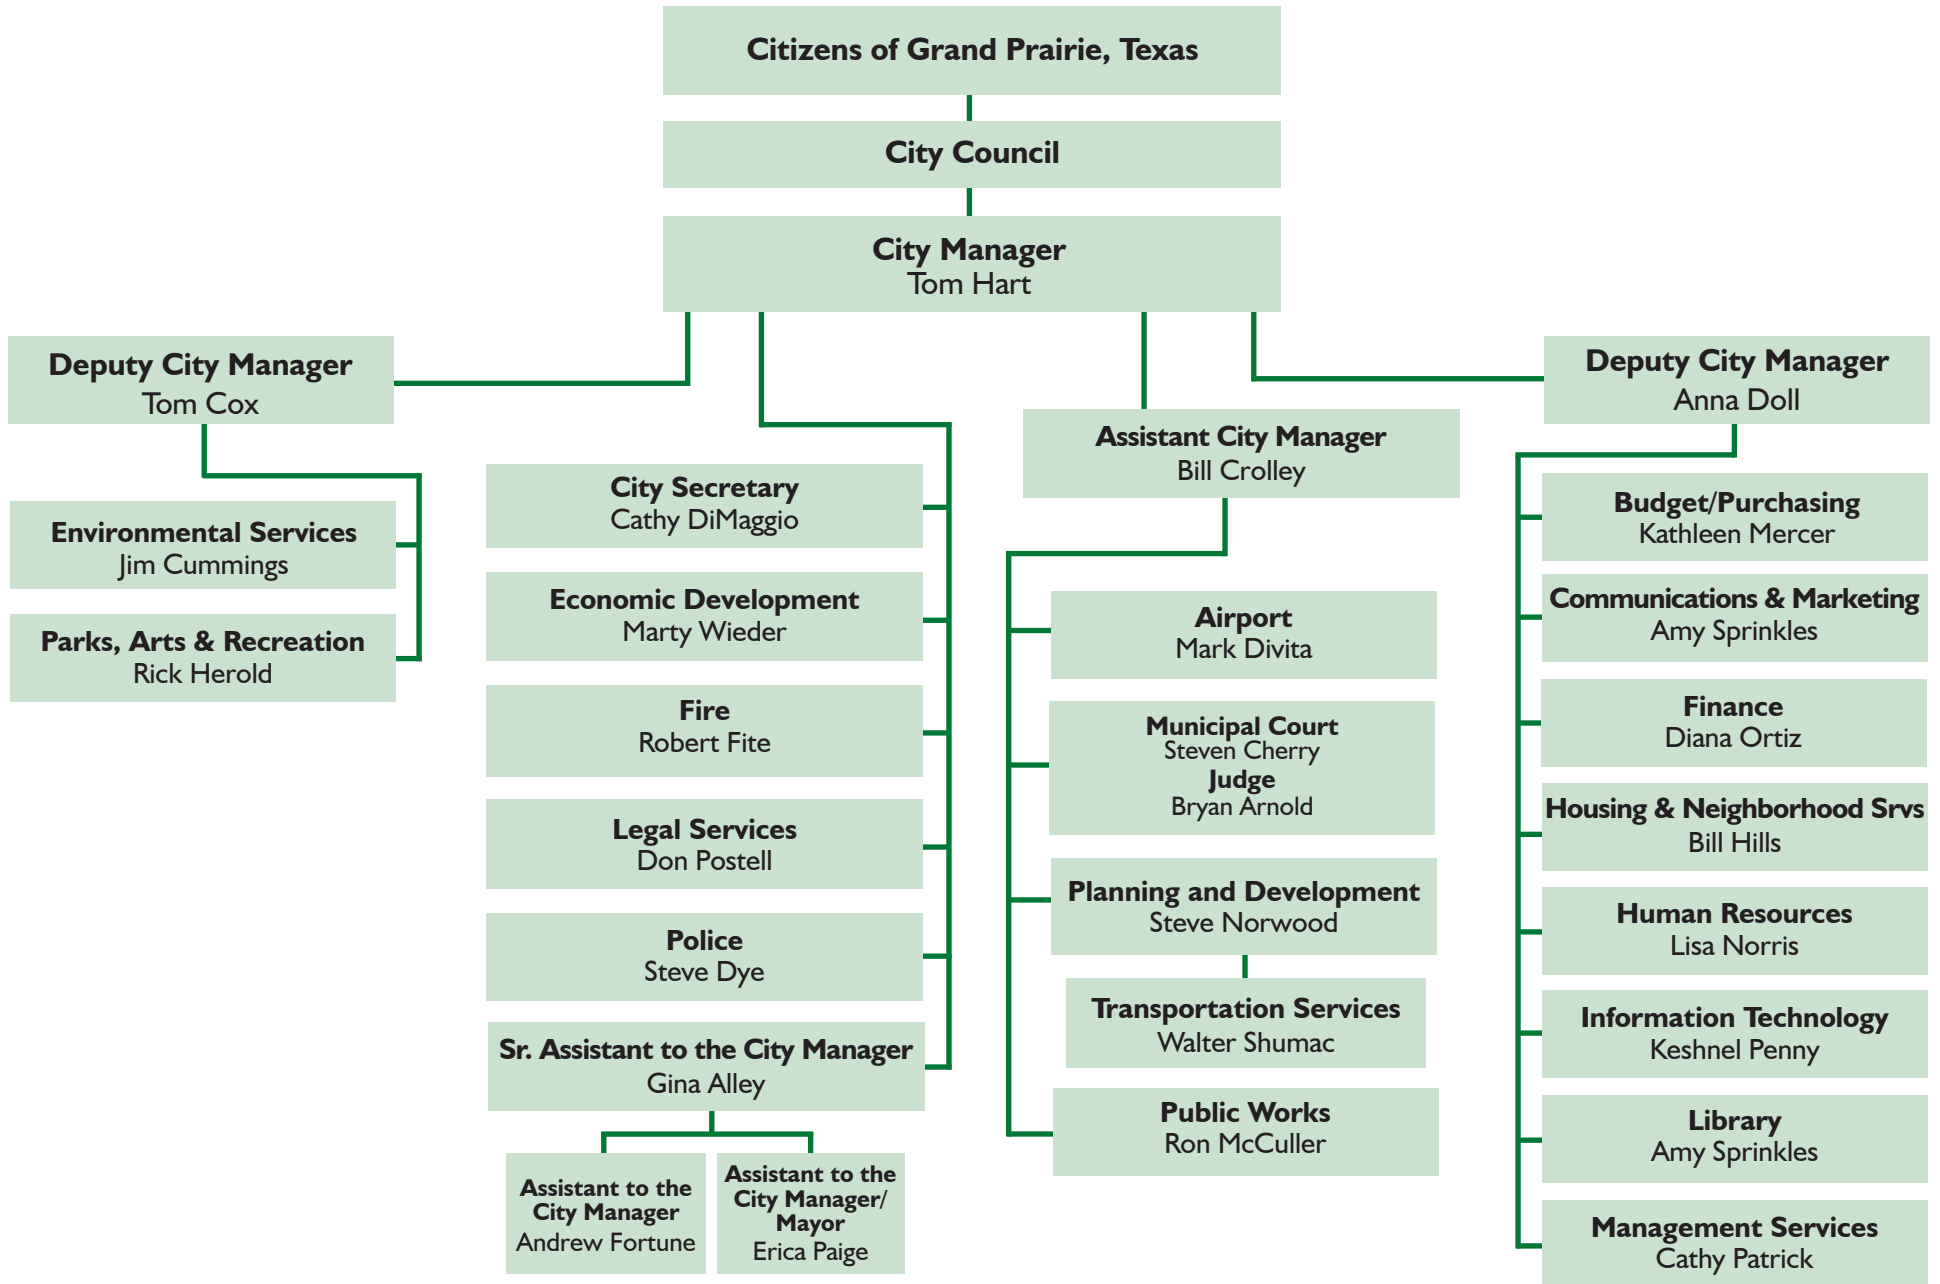 Citizens of Grand Prairie, Texas
City Council
City Manager
Tom Hart
Deputy City Manager
Tom Cox
Environmental Services
Jim Cummings
Parks, Arts & Recreation
Rick Herold
City Secretary
Cathy DiMaggio
Economic Development
Marty Wieder
Fire
Robert Fite
Legal Services
Don Postell
Police
Steve Dye
Sr. Assistant to the City Manager
Gina Alley
Assistant to the
City Manager
Andrew Fortune
Assistant to the
City Manager/
Mayor
Erica Paige
Assistant City Manager
Bill Crolley
Airport
Mark Divita
Municipal Court
Steven Cherry
Judge
Bryan Arnold
Planning and Development
Steve Norwood
Transportation Services
Walter Shumac
Public Works
Ron McCuller
Deputy City Manager
Anna Doll
Budget/Purchasing
Kathleen Mercer
Communications & Marketing
Amy Sprinkles
Finance
Diana Ortiz
Housing & Neighborhood Srvs
Bill Hills
Human Resources
Lisa Norris
Information Technology
Keshnel Penny
Library
Amy Sprinkles
Management Services
Cathy Patrick